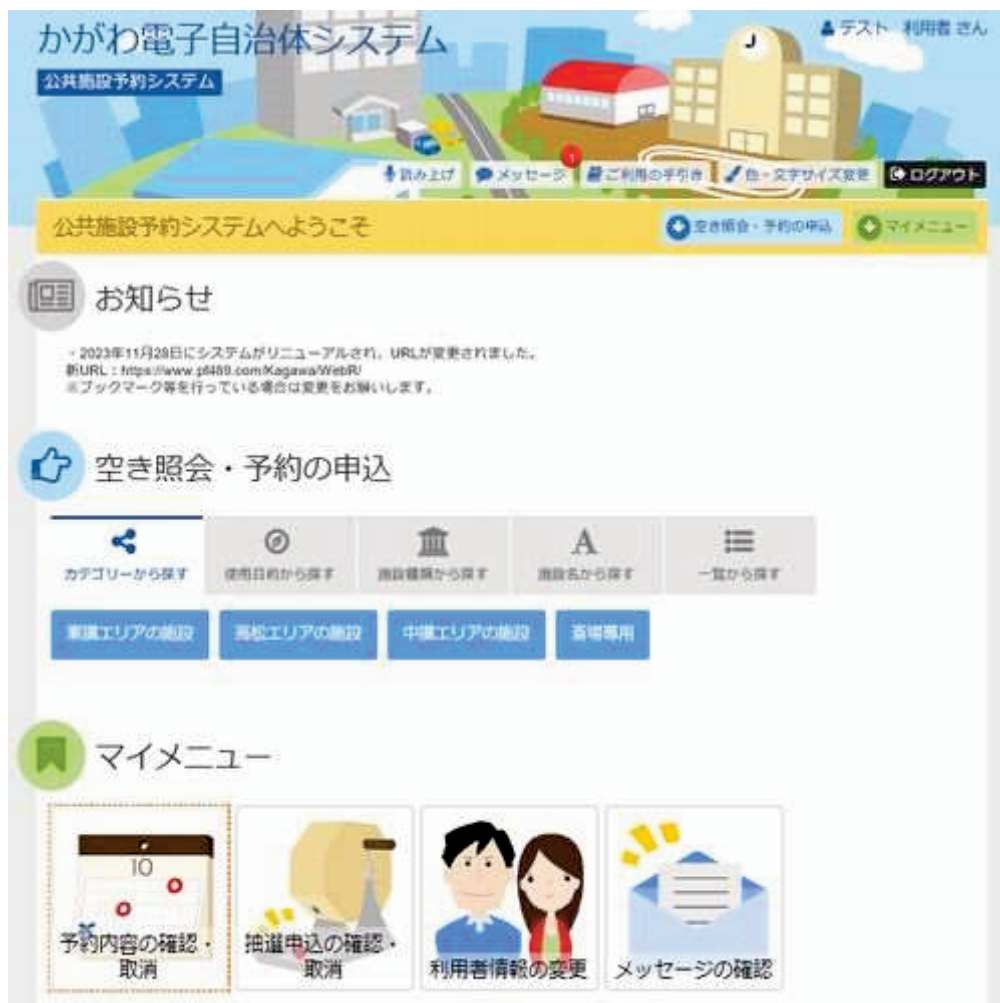 かがわ電子自治体システム
テスト 利用者 さん
公共施設予約システム
読み上げ メッセージ 1 ご利用の手引き 色・文字サイズ変更 ログアウト
公共施設予約システムへようこそ
空き照会・予約の申込 マイメニュー
お知らせ
・2023年11月28日にシステムがリニューアルされ、URLが変更されました。
新URL:https://www.pf489.com/Kagawa/WebR/
※ブックマーク等を行っている場合は変更をお願いします。
空き照会・予約の申込
カテゴリーから探す 使用目的から探す 施設種類から探す 施設名から探す 一覧から探す
東讃エリアの施設 高松エリアの施設 中讃エリアの施設 斎場専用
マイメニュー
10
予約内容の確認・
取消
抽選申込の確認・
取消
利用者情報の変更
メッセージの確認